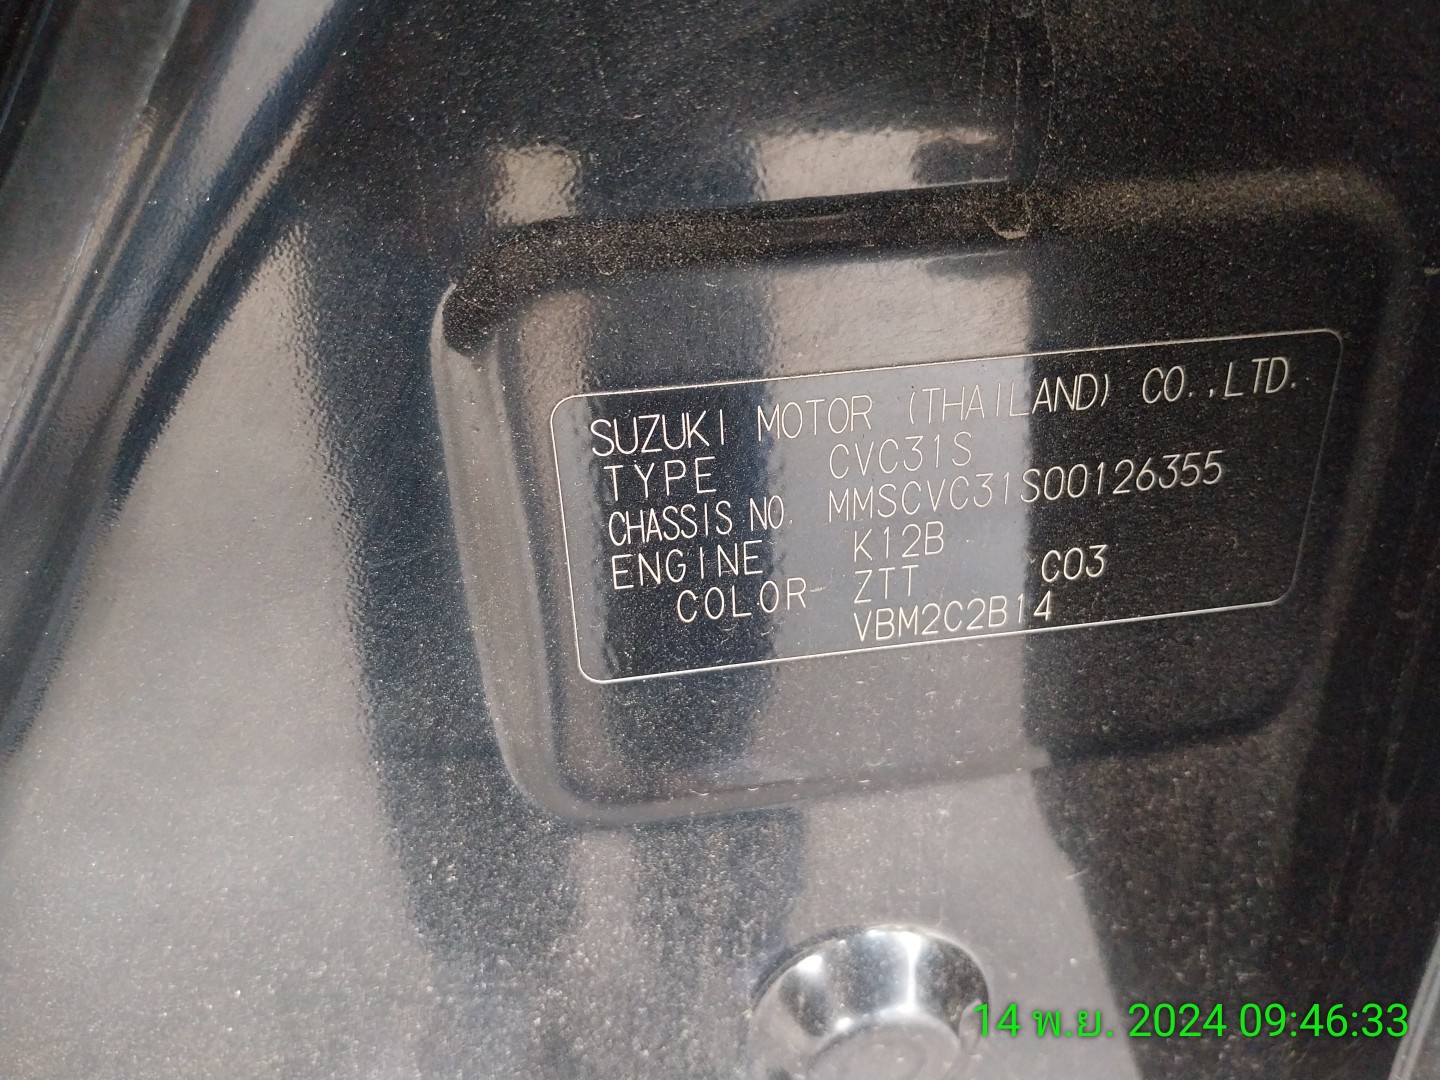 SUZUKI MOTOR (THAILAND) CO.,LTD.
TYPE CVC31S
CHASSIS NO. MMSCVC31S00126355
ENGINE K12B
COLOR ZTT C03
VBM2C2B14
14 พ.ย. 2024 09:46:33